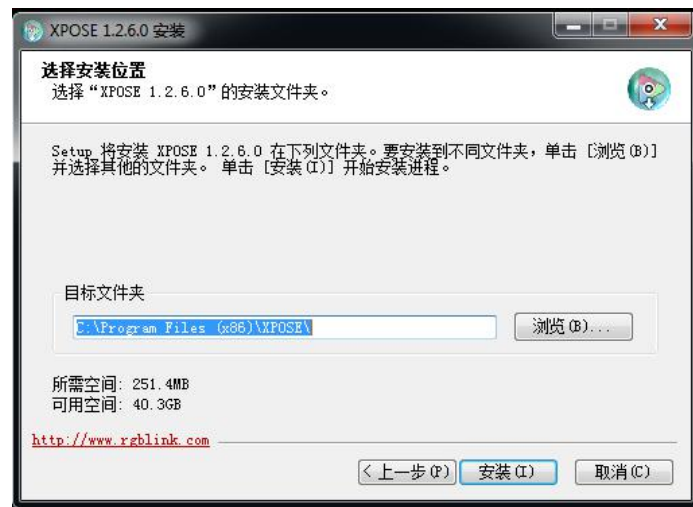 XPOSE 1.2.6.0 安装
选择安装位置
选择“XPOSE 1.2.6.0”的安装文件夹。
Setup 将安装 XPOSE 1.2.6.0 在下列文件夹。要安装到不同文件夹，单击 [浏览(B)]
并选择其他的文件夹。 单击 [安装(I)] 开始安装进程。
目标文件夹
C:\Program Files (x86)\XPOSE\
浏览(B)...
所需空间: 251.4MB
可用空间: 40.3GB
http://www.rgblink.com
< 上一步(P)
安装(I)
取消(C)